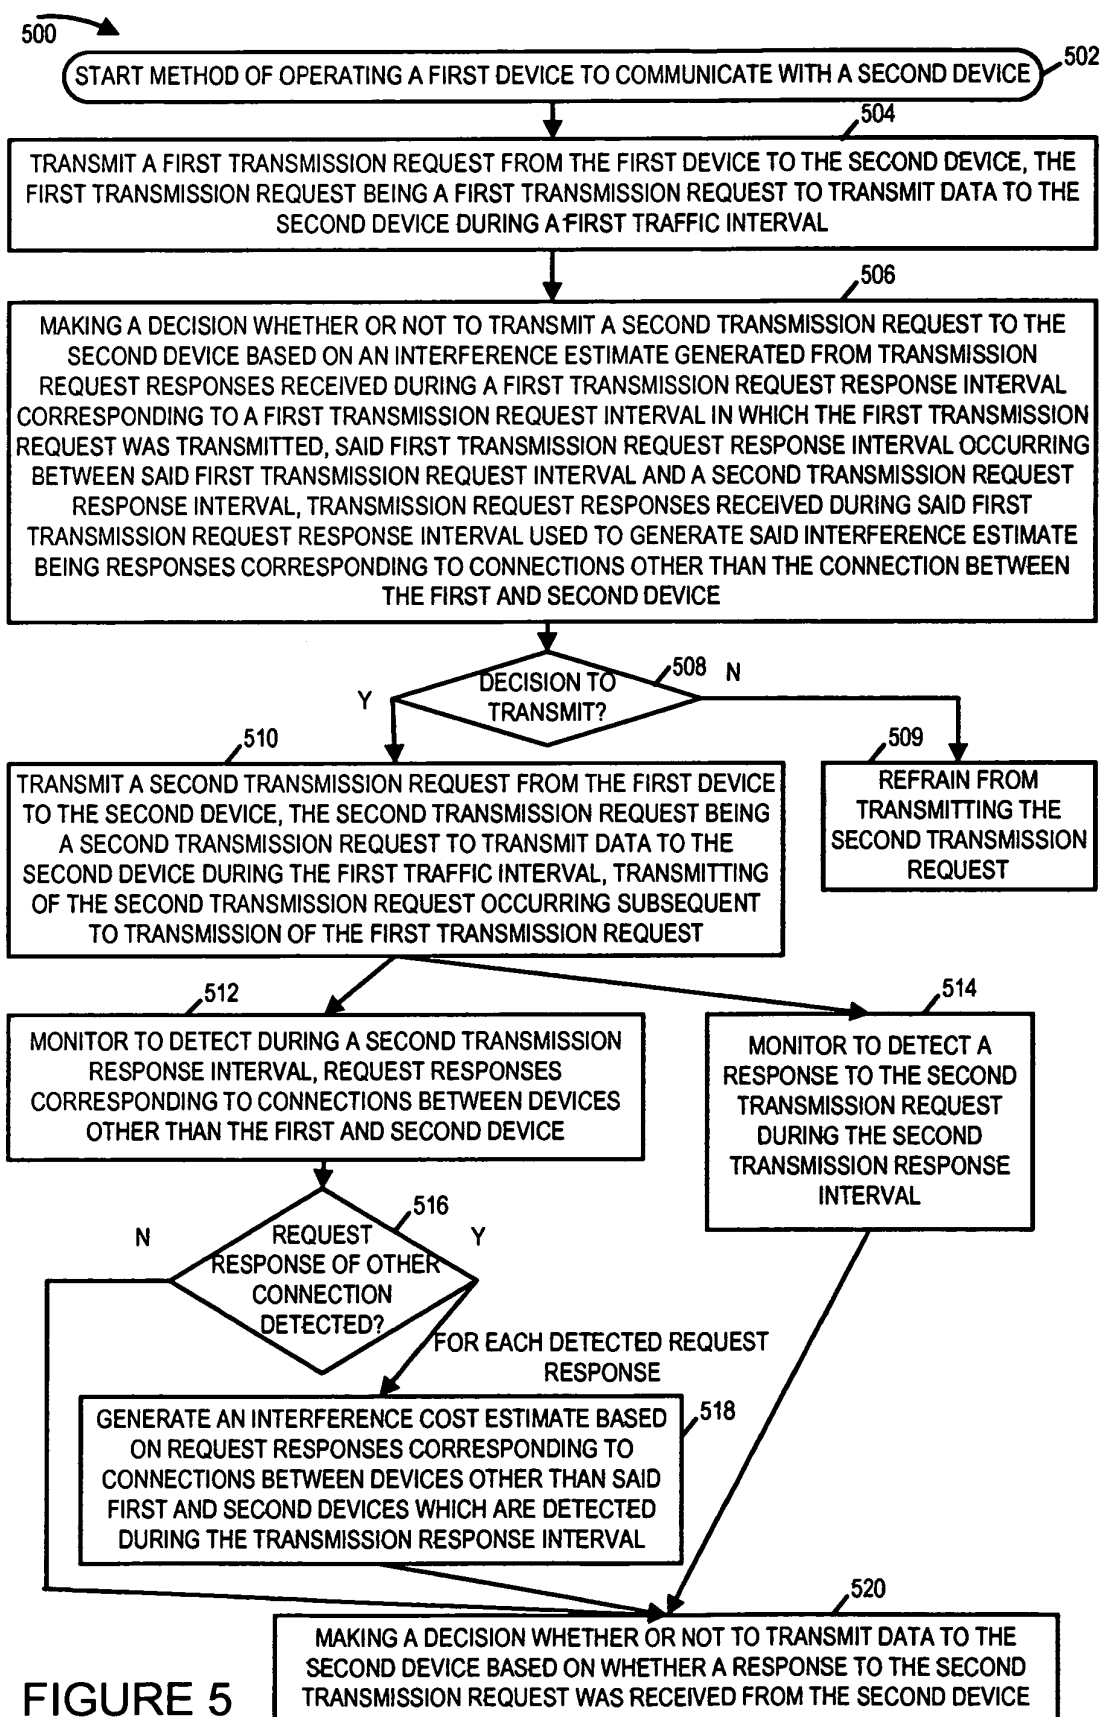 500
START METHOD OF OPERATING A FIRST DEVICE TO COMMUNICATE WITH A SECOND DEVICE
502
504
TRANSMIT A FIRST TRANSMISSION REQUEST FROM THE FIRST DEVICE TO THE SECOND DEVICE, THE
FIRST TRANSMISSION REQUEST BEING A FIRST TRANSMISSION REQUEST TO TRANSMIT DATA TO THE
SECOND DEVICE DURING A FIRST TRAFFIC INTERVAL
506
MAKING A DECISION WHETHER OR NOT TO TRANSMIT A SECOND TRANSMISSION REQUEST TO THE
SECOND DEVICE BASED ON AN INTERFERENCE ESTIMATE GENERATED FROM TRANSMISSION
REQUEST RESPONSES RECEIVED DURING A FIRST TRANSMISSION REQUEST RESPONSE INTERVAL
CORRESPONDING TO A FIRST TRANSMISSION REQUEST INTERVAL IN WHICH THE FIRST TRANSMISSION
REQUEST WAS TRANSMITTED, SAID FIRST TRANSMISSION REQUEST RESPONSE INTERVAL OCCURRING
BETWEEN SAID FIRST TRANSMISSION REQUEST INTERVAL AND A SECOND TRANSMISSION REQUEST
RESPONSE INTERVAL, TRANSMISSION REQUEST RESPONSES RECEIVED DURING SAID FIRST
TRANSMISSION REQUEST RESPONSE INTERVAL USED TO GENERATE SAID INTERFERENCE ESTIMATE
BEING RESPONSES CORRESPONDING TO CONNECTIONS OTHER THAN THE CONNECTION BETWEEN
THE FIRST AND SECOND DEVICE
508
DECISION TO
TRANSMIT?
Y
N
510
TRANSMIT A SECOND TRANSMISSION REQUEST FROM THE FIRST DEVICE
TO THE SECOND DEVICE, THE SECOND TRANSMISSION REQUEST BEING
A SECOND TRANSMISSION REQUEST TO TRANSMIT DATA TO THE
SECOND DEVICE DURING THE FIRST TRAFFIC INTERVAL, TRANSMITTING
OF THE SECOND TRANSMISSION REQUEST OCCURRING SUBSEQUENT
TO TRANSMISSION OF THE FIRST TRANSMISSION REQUEST
509
REFRAIN FROM
TRANSMITTING THE
SECOND TRANSMISSION
REQUEST
512
MONITOR TO DETECT DURING A SECOND TRANSMISSION
RESPONSE INTERVAL, REQUEST RESPONSES
CORRESPONDING TO CONNECTIONS BETWEEN DEVICES
OTHER THAN THE FIRST AND SECOND DEVICE
514
MONITOR TO DETECT A
RESPONSE TO THE SECOND
TRANSMISSION REQUEST
DURING THE SECOND
TRANSMISSION RESPONSE
INTERVAL
516
N
Y
REQUEST
RESPONSE OF OTHER
CONNECTION
DETECTED?
FOR EACH DETECTED REQUEST
RESPONSE
518
GENERATE AN INTERFERENCE COST ESTIMATE BASED
ON REQUEST RESPONSES CORRESPONDING TO
CONNECTIONS BETWEEN DEVICES OTHER THAN SAID
FIRST AND SECOND DEVICES WHICH ARE DETECTED
DURING THE TRANSMISSION RESPONSE INTERVAL
520
MAKING A DECISION WHETHER OR NOT TO TRANSMIT DATA TO THE
SECOND DEVICE BASED ON WHETHER A RESPONSE TO THE SECOND
TRANSMISSION REQUEST WAS RECEIVED FROM THE SECOND DEVICE
FIGURE 5